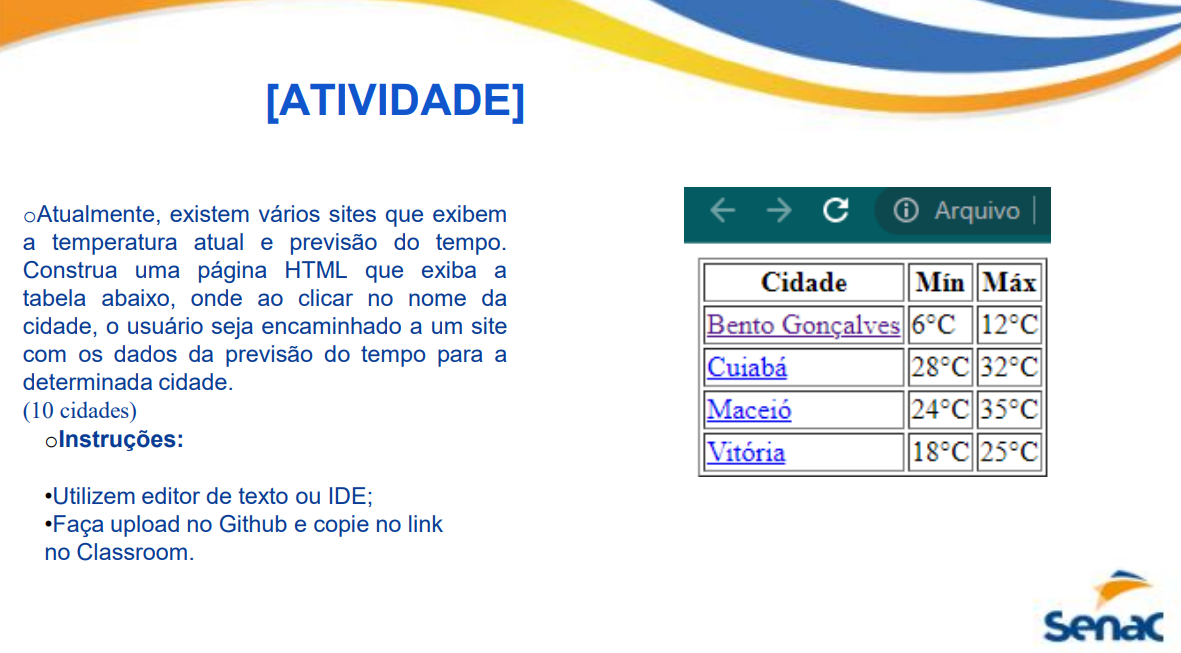 [ATIVIDADE]
oAtualmente, existem vários sites que exibem
a temperatura atual e previsão do tempo.
Construa uma página HTML que exiba a
tabela abaixo, onde ao clicar no nome da
cidade, o usuário seja encaminhado a um site
com os dados da previsão do tempo para a
determinada cidade.
(10 cidades)
oInstruções:
•Utilizem editor de texto ou IDE;
•Faça upload no Github e copie no link
no Classroom.
Arquivo
Cidade Mín Máx
Bento Gonçalves 6°C 12°C
Cuiabá 28°C 32°C
Maceió 24°C 35°C
Vitória 18°C 25°C
Senac